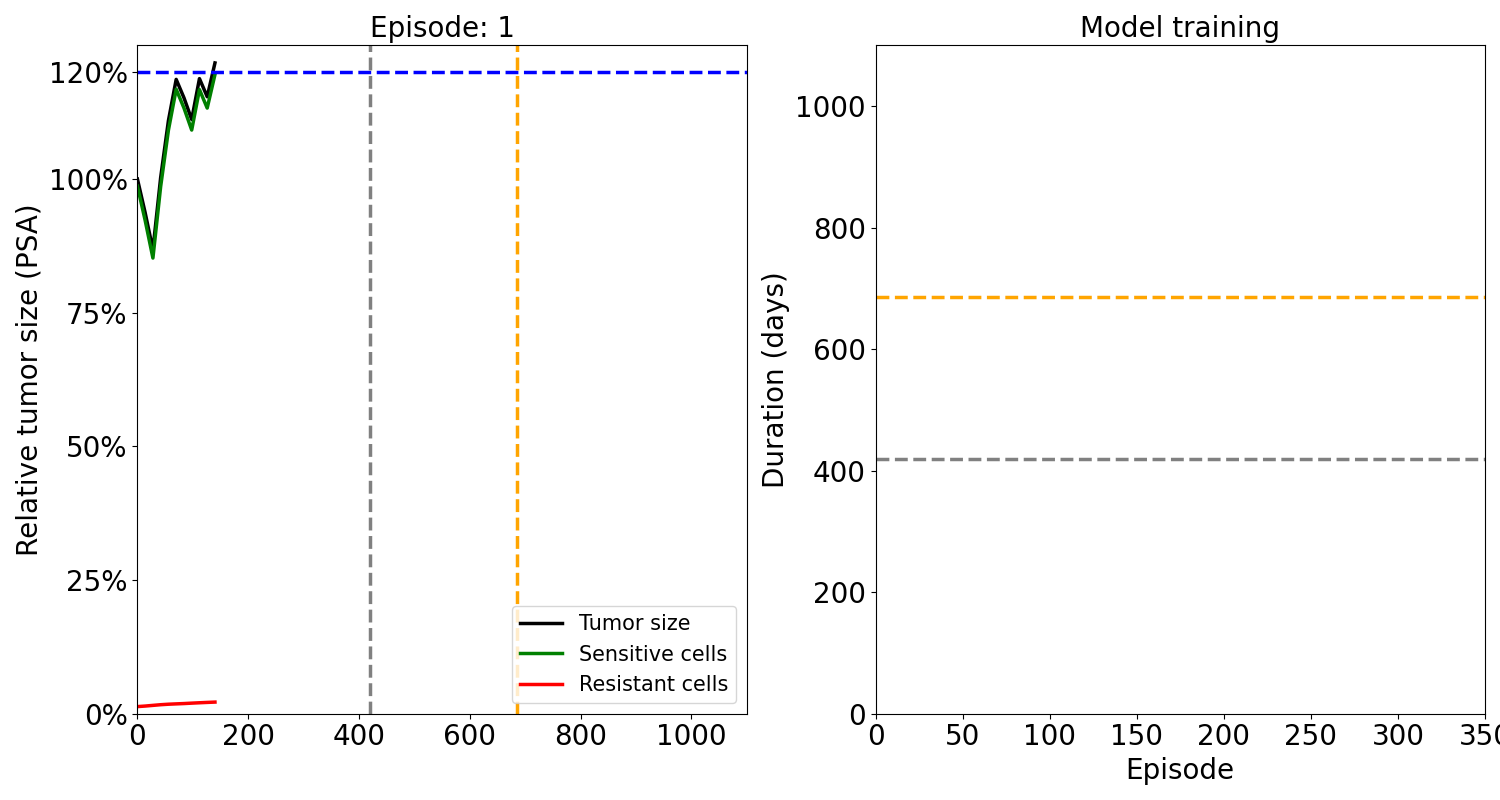 Episode: 1
Relative tumor size (PSA)
120%
100%
75%
50%
25%
0%
0 200 400 600 800 1000
Tumor size
Sensitive cells
Resistant cells
Model training
Duration (days)
1000
800
600
400
200
0
0 50 100 150 200 250 300 350
Episode